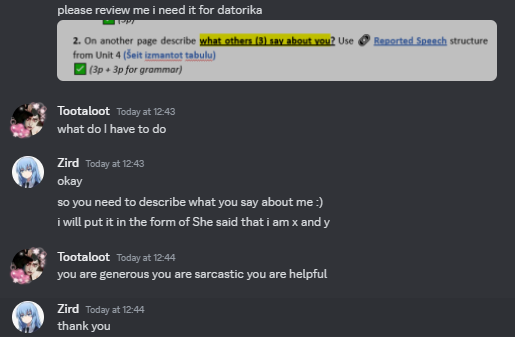 please review me i need it for datorika
(3p)
2. On another page describe what others (3) say about you? Use Reported Speech structure
from Unit 4 (Šeit izmantot tabulu)
(3p + 3p for grammar)
Tootaloot Today at 12:43
what do I have to do
Zird Today at 12:43
okay
so you need to describe what you say about me :)
i will put it in the form of She said that i am x and y
Tootaloot Today at 12:44
you are generous you are sarcastic you are helpful
Zird Today at 12:44
thank you